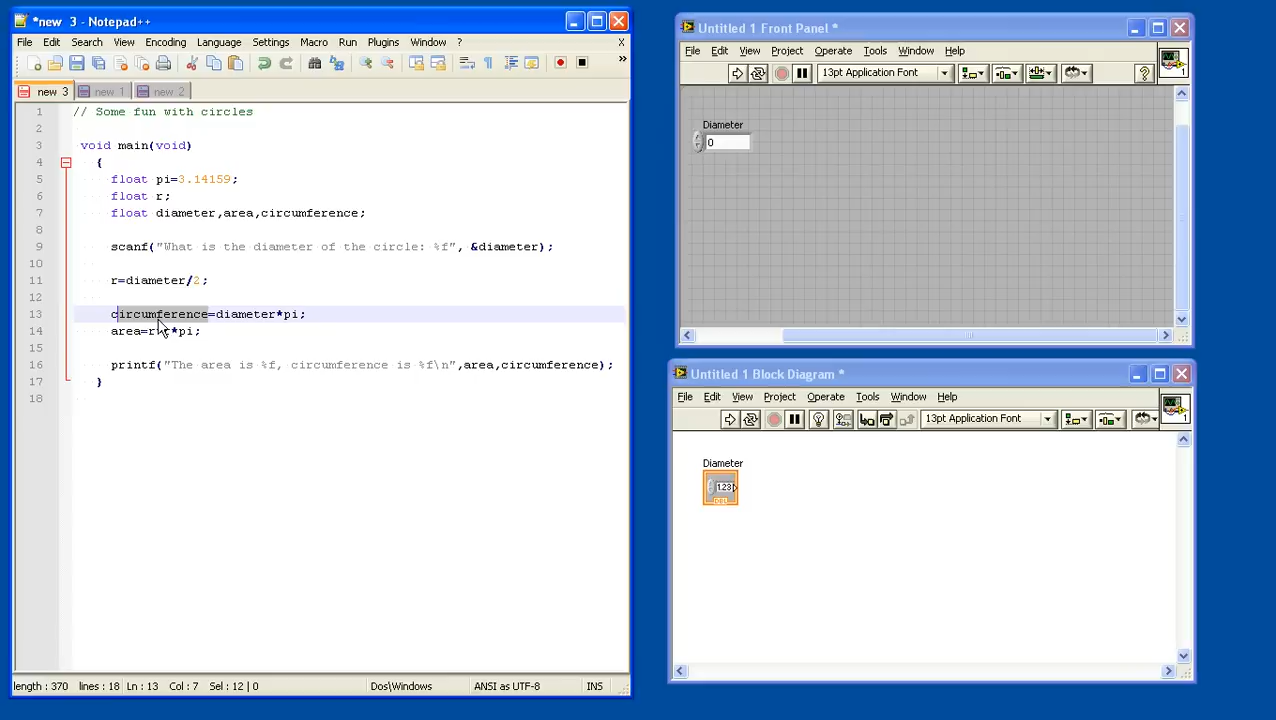 *new 3 - Notepad++
File Edit Search View Encoding Language Settings Macro Run Plugins Window ? X
new 3 new 1 new 2
1 // Some fun with circles
2
3 void main(void)
4 {
5 float pi=3.14159;
6 float r;
7 float diameter,area,circumference;
8
9 scanf("What is the diameter of the circle: %f", &diameter);
10
11 r=diameter/2;
12
13 circumference=diameter*pi;
14 area=r*r*pi;
15
16 printf("The area is %f, circumference is %f\n",area,circumference);
17 }
18
length : 370 lines : 18 Ln : 13 Col : 7 Sel : 12 | 0 Dos\Windows ANSI as UTF-8 INS
Untitled 1 Front Panel *
File Edit View Project Operate Tools Window Help
13pt Application Font ? 1
Diameter
0
Untitled 1 Block Diagram *
File Edit View Project Operate Tools Window Help
13pt Application Font 1
Diameter
123
DBL